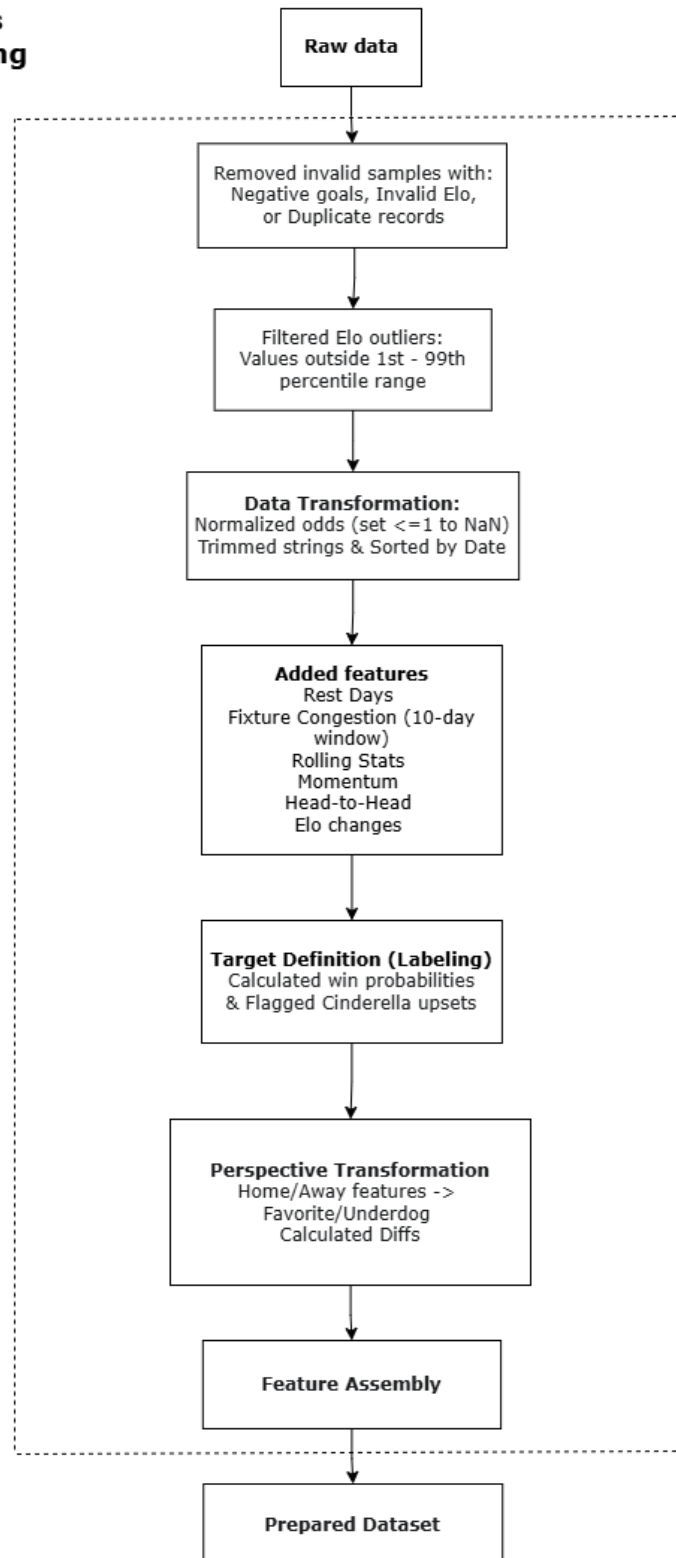 Raw data
Removed invalid samples with:
Negative goals, Invalid Elo,
or Duplicate records
Filtered Elo outliers:
Values outside 1st - 99th
percentile range
Data Transformation:
Normalized odds (set <=1 to NaN)
Trimmed strings & Sorted by Date
Added features
Rest Days
Fixture Congestion (10-day
window)
Rolling Stats
Momentum
Head-to-Head
Elo changes
Target Definition (Labeling)
Calculated win probabilities
& Flagged Cinderella upsets
Perspective Transformation
Home/Away features ->
Favorite/Underdog
Calculated Diffs
Feature Assembly
Prepared Dataset